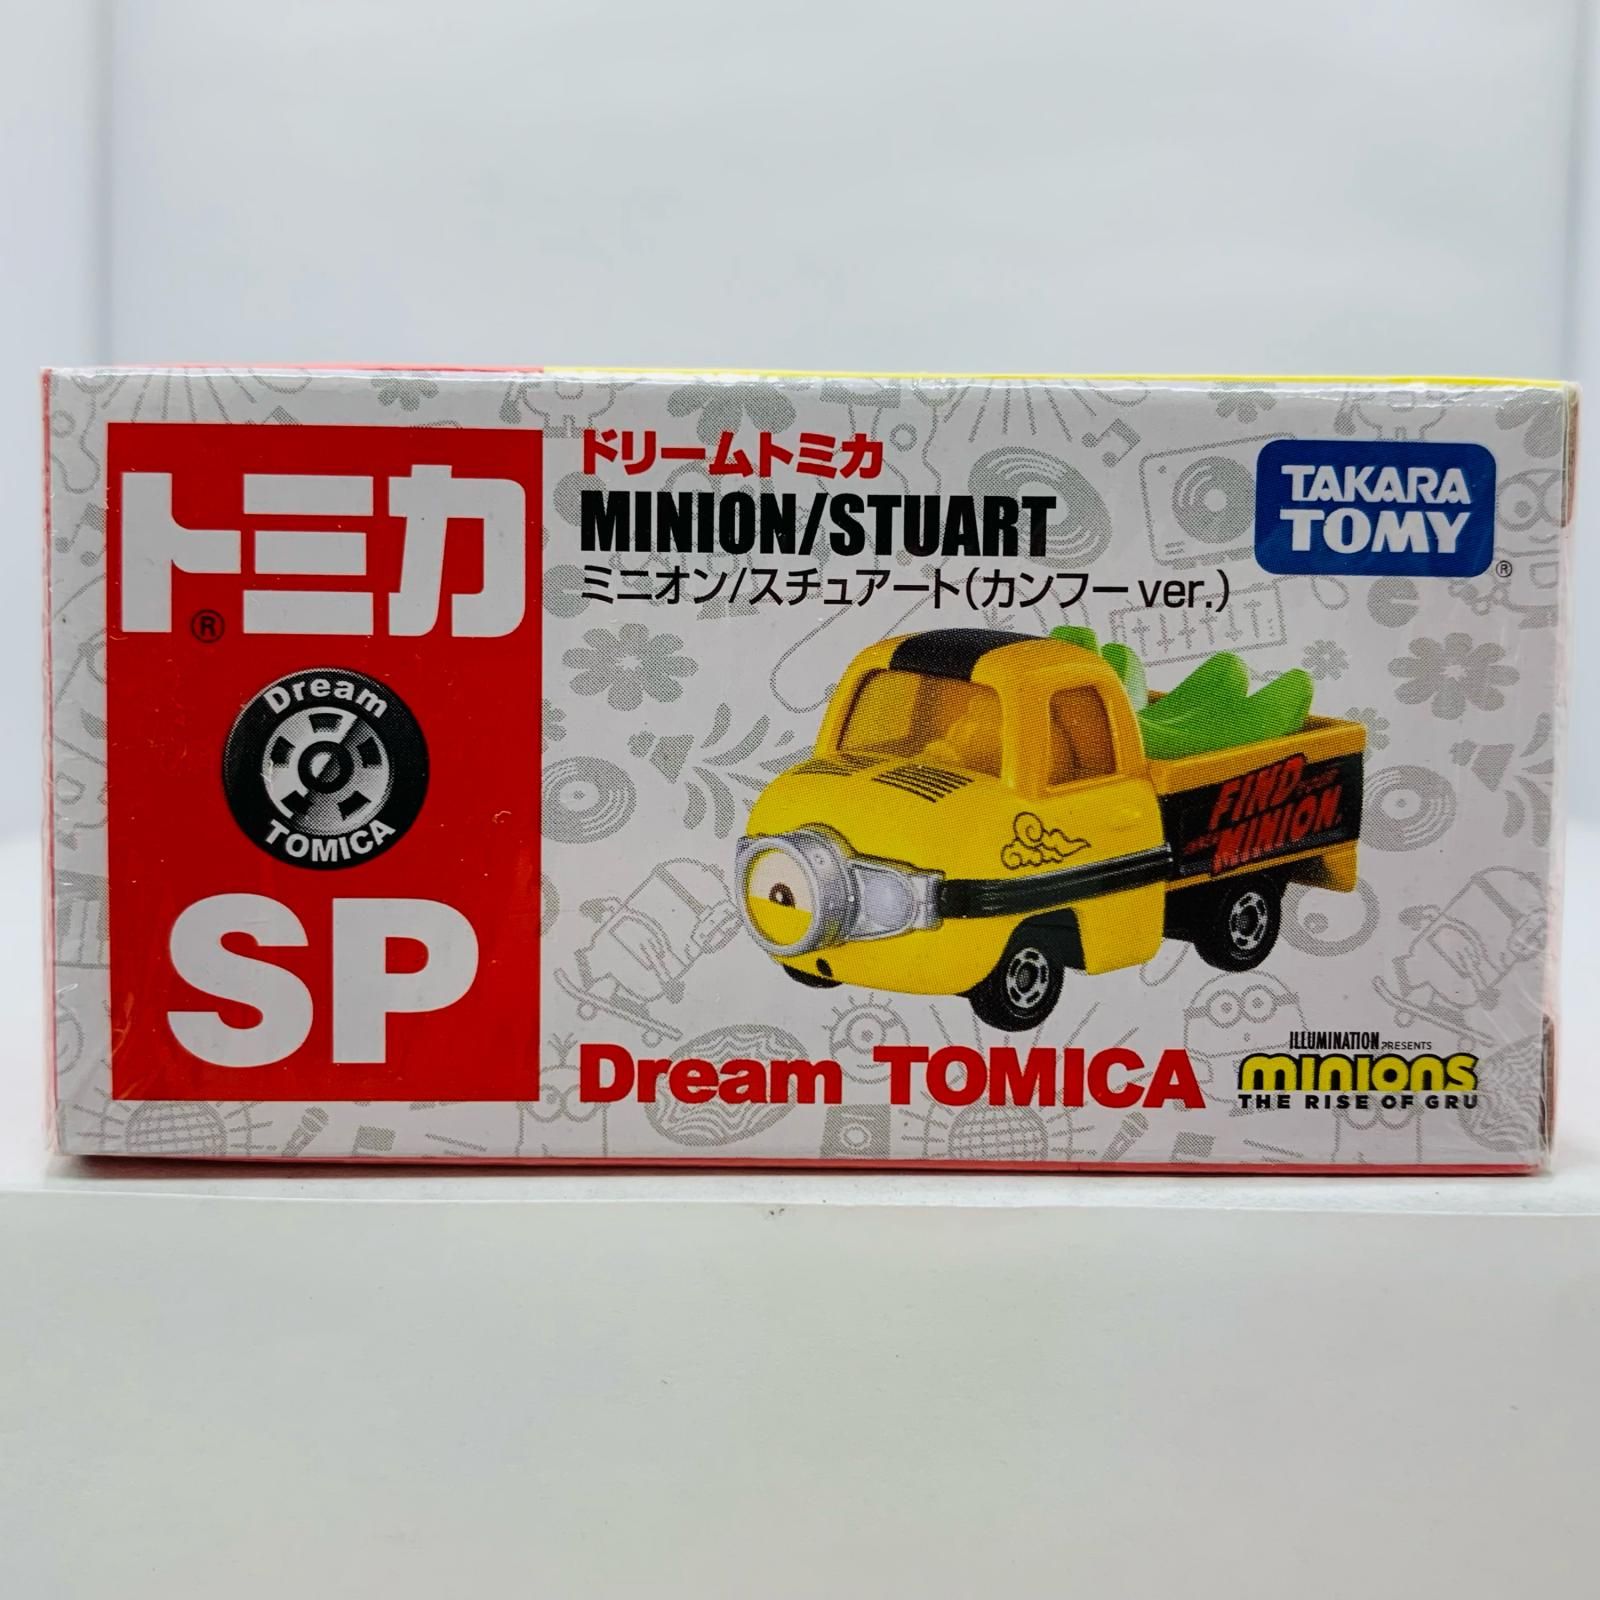 トミカ
®
Dream
TOMICA
SP
ドリームトミカ
MINION/STUART
ミニオン/スチュアート(カンフーver.)
TAKARA
TOMY
®
FIND
MINION
Dream TOMICA
ILLUMINATION PRESENTS
minions
THE RISE OF GRU